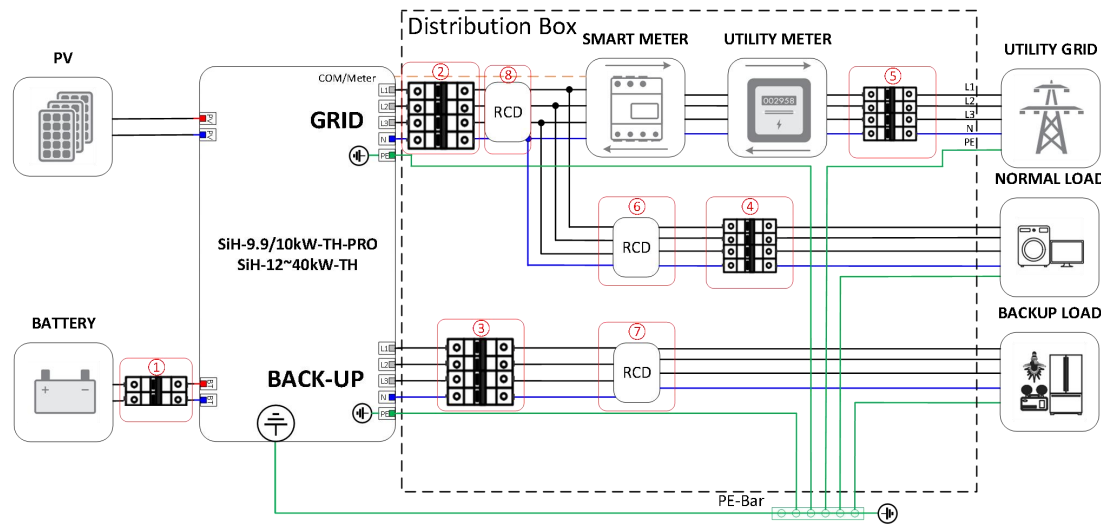 Distribution Box
SMART METER
UTILITY METER
UTILITY GRID
PV
COM/Meter
②
⑧
⑤
L1
L2
L3
N
PE
GRID
RCD
002958
L1
L2
L3
N
PE
NORMAL LOAD
⑥
④
RCD
SiH-9.9/10kW-TH-PRO
SiH-12~40kW-TH
BACKUP LOAD
BATTERY
③
⑦
①
+ -
BACK-UP
L1
L2
L3
N
PE
RCD
PE-Bar